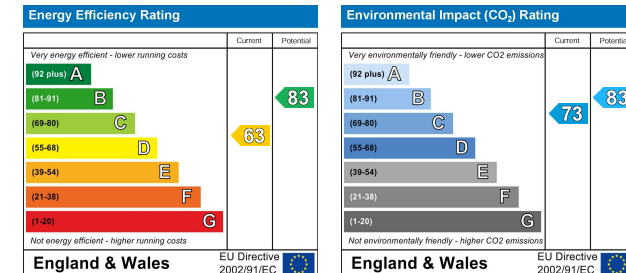 Energy Efficiency Rating
Current Potential
Very energy efficient - lower running costs
(92 plus) A
(81-91) B
83
(69-80) C
63
(55-68) D
(39-54) E
(21-38) F
(1-20) G
Not energy efficient - higher running costs
England & Wales
EU Directive
2002/91/EC
Environmental Impact (CO₂) Rating
Current Potential
Very environmentally friendly - lower CO2 emissions
(92 plus) A
(81-91) B
83
73
(69-80) C
(55-68) D
(39-54) E
(21-38) F
(1-20) G
Not environmentally friendly - higher CO2 emissions
England & Wales
EU Directive
2002/91/EC